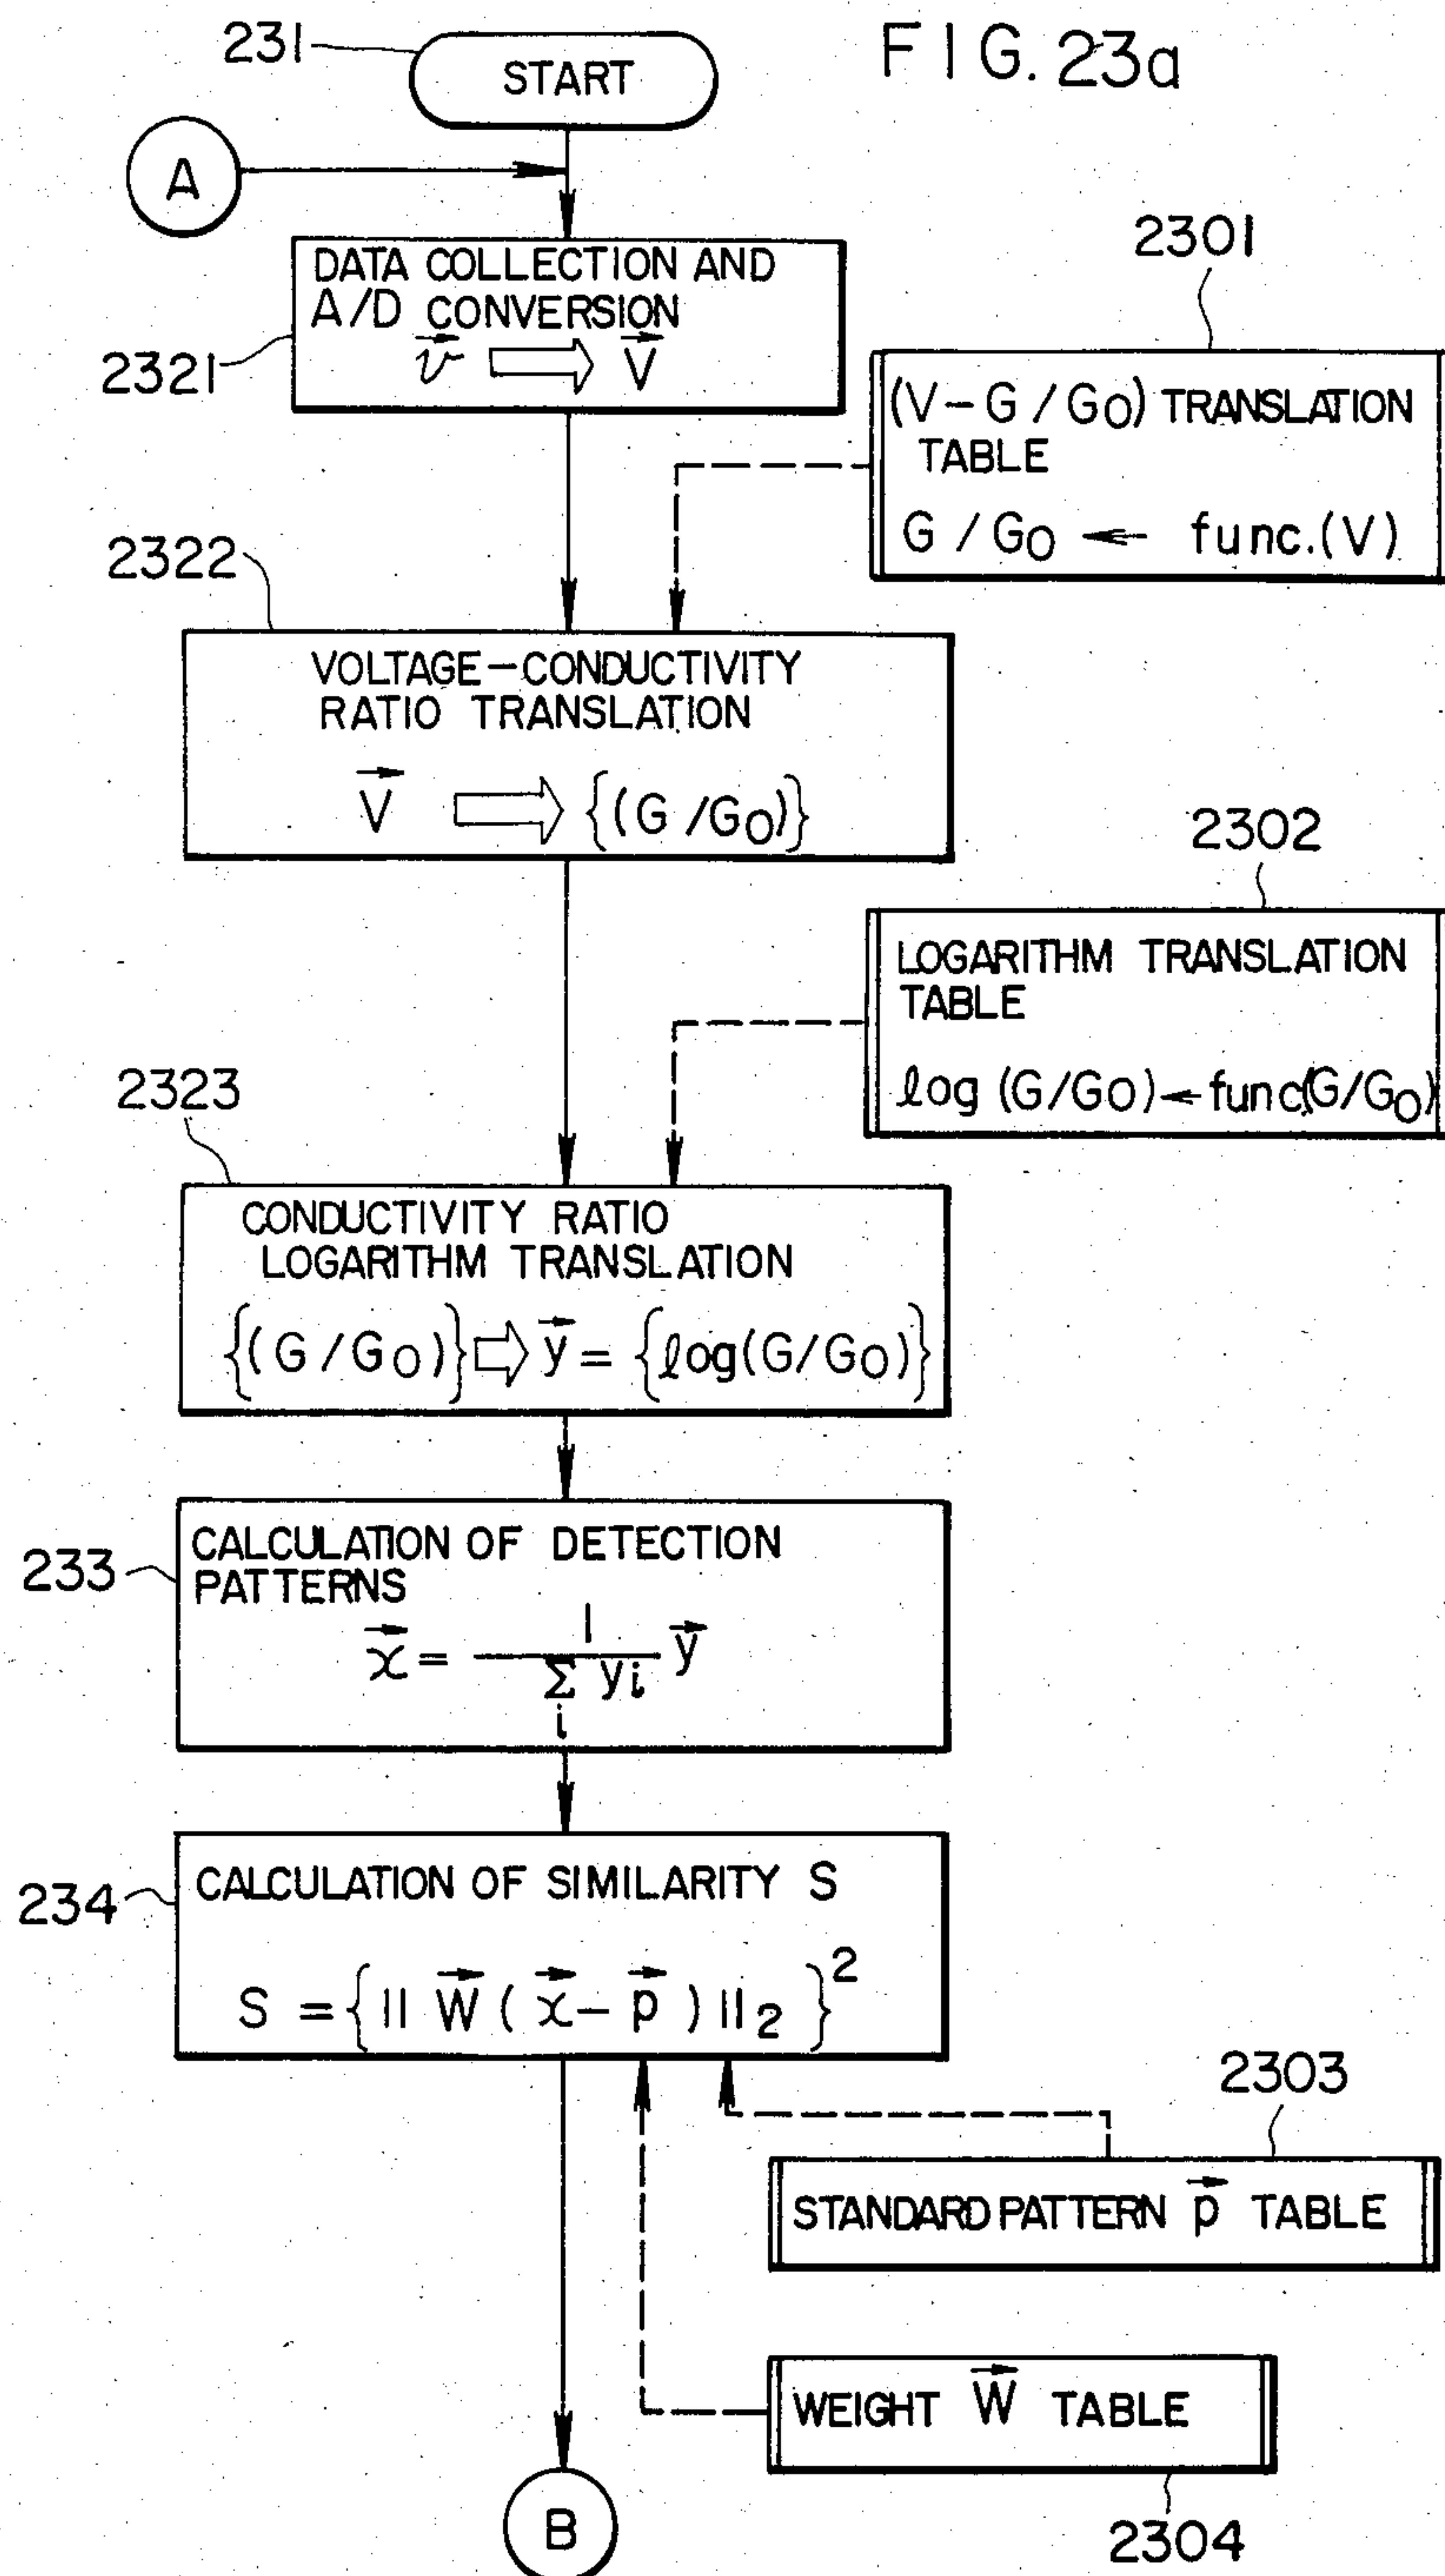 FIG. 23a
231
START
A
DATA COLLECTION AND
A/D CONVERSION
v⃗ ⇨ V⃗
2321
2301
(V-G/G0) TRANSLATION
TABLE
G/G0 ← func.(V)
2322
VOLTAGE-CONDUCTIVITY
RATIO TRANSLATION
V⃗ ⇨ {(G/G0)}
2302
LOGARITHM TRANSLATION
TABLE
log (G/G0) ← func(G/G0)
2323
CONDUCTIVITY RATIO
LOGARITHM TRANSLATION
{(G/G0)} ⇨ y⃗ = {log(G/G0)}
233
CALCULATION OF DETECTION
PATTERNS
x⃗ = 1/(Σ yi) y⃗
i
234
CALCULATION OF SIMILARITY S
S = {|| W⃗ ( x⃗ - p⃗ ) ||2 }²
2303
STANDARD PATTERN p⃗ TABLE
WEIGHT W⃗ TABLE
2304
B